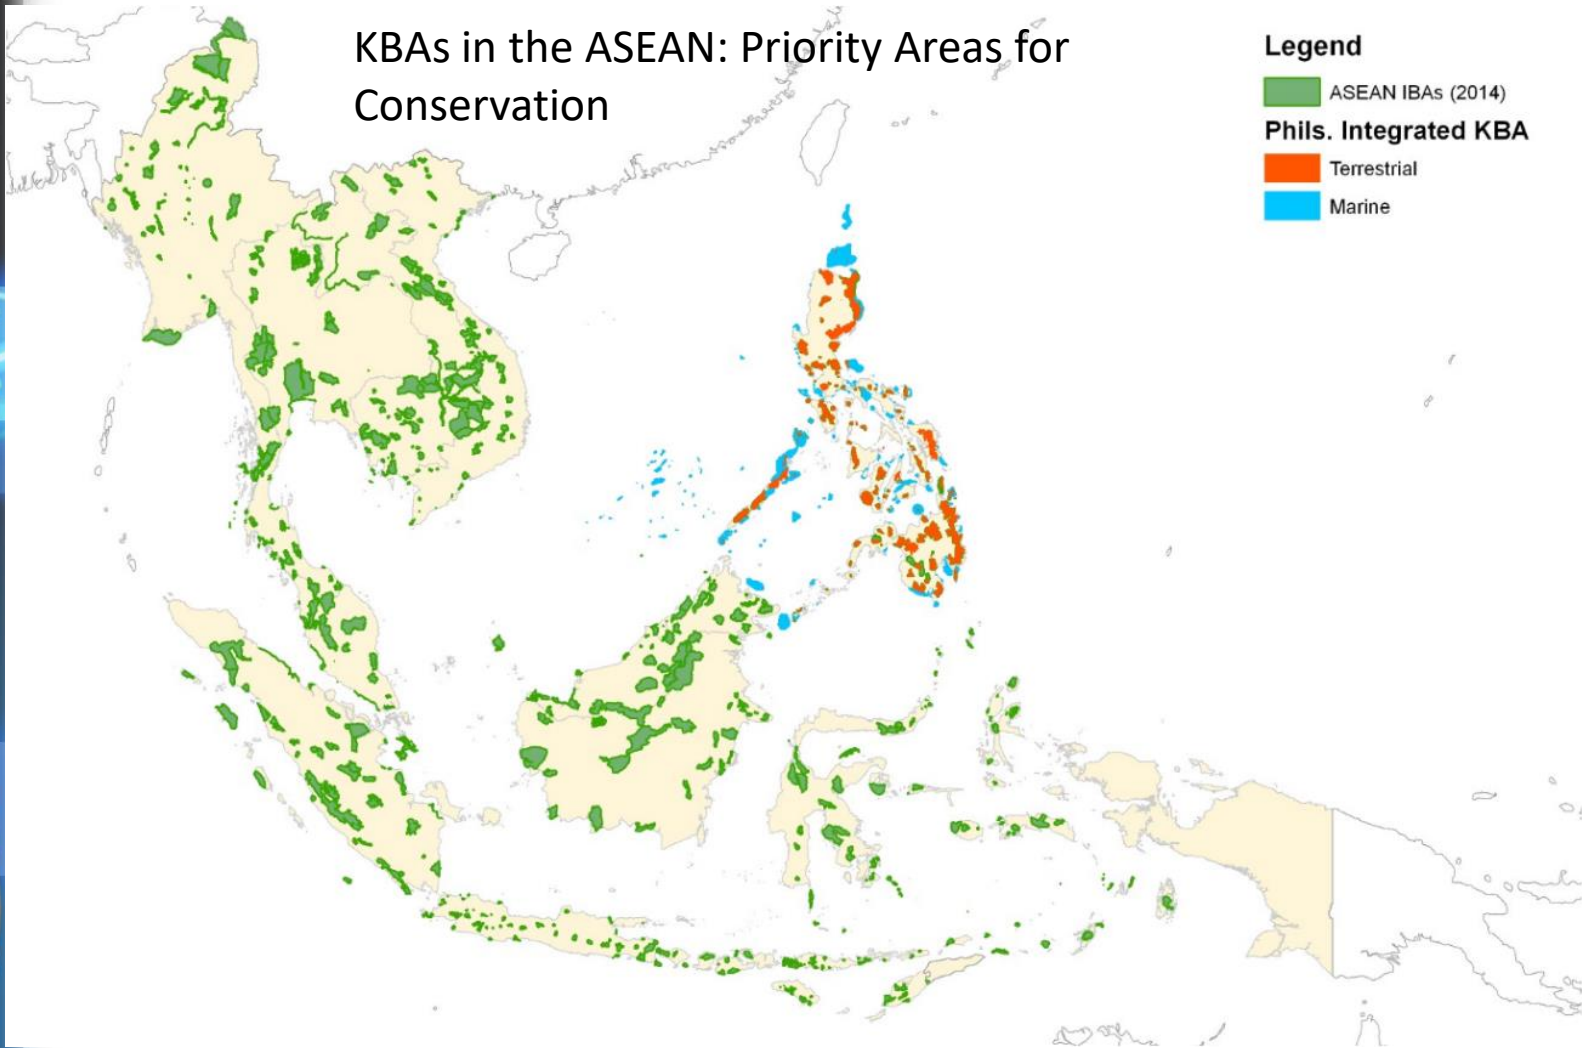 KBAs in the ASEAN: Priority Areas for
Conservation
Legend
ASEAN IBAs (2014)
Phils. Integrated KBA
Terrestrial
Marine